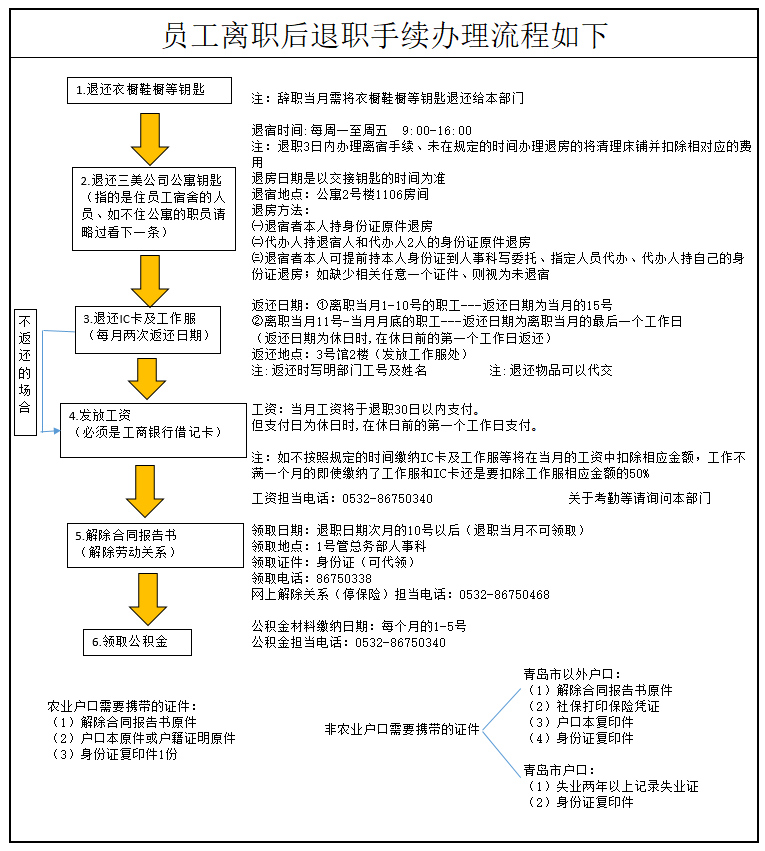 员工离职后退职手续办理流程如下
1.退还衣橱鞋橱等钥匙
注：辞职当月需将衣橱鞋橱等钥匙退还给本部门
2.退还三美公司公寓钥匙
（指的是住员工宿舍的人
员、如不住公寓的职员请
略过看下一条）
退宿时间:每周一至周五 9:00-16:00
注：退职3日内办理离宿手续、未在规定的时间办理退房的将清理床铺并扣除相对应的费
用
退房日期是以交接钥匙的时间为准
退宿地点：公寓2号楼1106房间
退房方法：
㈠退宿者本人持身份证原件退房
㈡代办人持退宿人和代办人2人的身份证原件退房
㈢退宿者本人可提前持本人身份证到人事科写委托、指定人员代办、代办人持自己的身
份证退房；如缺少相关任意一个证件、则视为未退宿
不返还的场合
3.退还IC卡及工作服
（每月两次返还日期）
返还日期：①离职当月1-10号的职工---返还日期为当月的15号
②离职当月11号-当月月底的职工---返还日期为离职当月的最后一个工作日
（返还日期为休日时,在休日前的第一个工作日返还）
返还地点：3号馆2楼（发放工作服处）
注:返还时写明部门工号及姓名 注:退还物品可以代交
4.发放工资
（必须是工商银行借记卡）
工资：当月工资将于退职30日以内支付。
但支付日为休日时,在休日前的第一个工作日支付。
注：如不按照规定的时间缴纳IC卡及工作服等将在当月的工资中扣除相应金额，工作不
满一个月的即使缴纳了工作服和IC卡还是要扣除工作服相应金额的50%
工资担当电话：0532-86750340 关于考勤等请询问本部门
5.解除合同报告书
（解除劳动关系）
领取日期：退职日期次月的10号以后（退职当月不可领取）
领取地点：1号管总务部人事科
领取证件：身份证（可代领）
领取电话：86750338
网上解除关系（停保险）担当电话：0532-86750468
6.领取公积金
公积金材料缴纳日期：每个月的1-5号
公积金担当电话：0532-86750340
农业户口需要携带的证件：
（1）解除合同报告书原件
（2）户口本原件或户籍证明原件
（3）身份证复印件1份
非农业户口需要携带的证件
青岛市以外户口：
（1）解除合同报告书原件
（2）社保打印保险凭证
（3）户口本复印件
（4）身份证复印件
青岛市户口：
（1）失业两年以上记录失业证
（2）身份证复印件